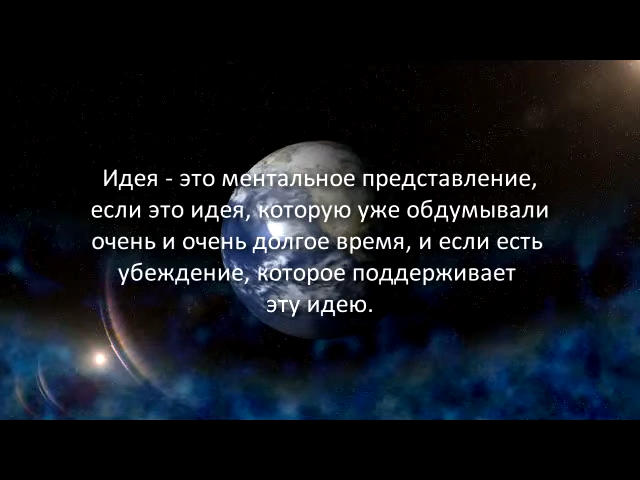 Идея - это ментальное представление,
если это идея, которую уже обдумывали
очень и очень долгое время, и если есть
убеждение, которое поддерживает
эту идею.